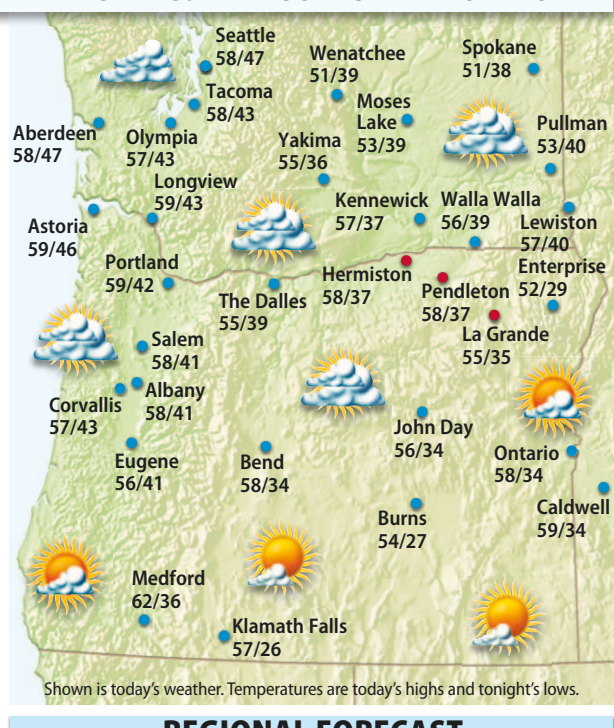 Seattle
58/47
Wenatchee
51/39
Spokane
51/38
Tacoma
58/43
Moses
Lake
53/39
Aberdeen
58/47
Olympia
57/43
Yakima
55/36
Pullman
53/40
Longview
59/43
Kennewick
57/37
Walla Walla
56/39
Lewiston
57/40
Astoria
59/46
Portland
59/42
The Dalles
55/39
Hermiston
58/37
Pendleton
58/37
Enterprise
52/29
La Grande
55/35
Salem
58/41
Corvallis
57/43
Albany
58/41
John Day
56/34
Eugene
56/41
Bend
58/34
Ontario
58/34
Caldwell
59/34
Burns
54/27
Medford
62/36
Klamath Falls
57/26
Shown is today's weather. Temperatures are today's highs and tonight's lows.
REGIONAL FORECAST